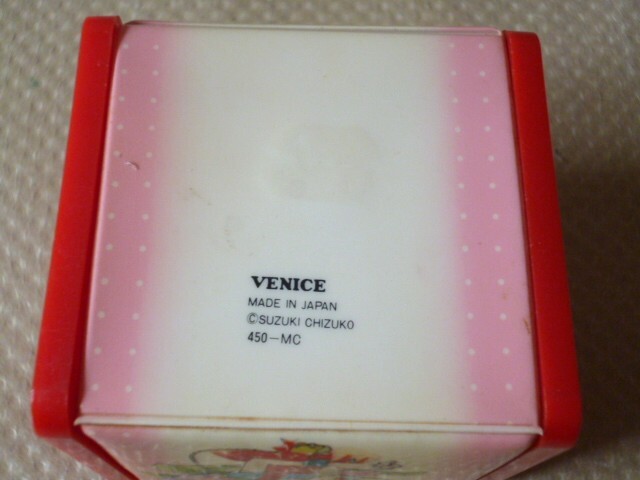 VENICE
MADE IN JAPAN
©SUZUKI CHIZUKO
450-MC